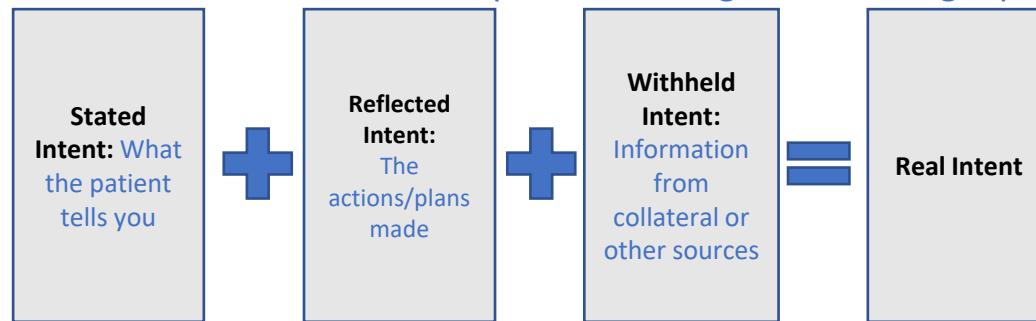 Stated
Intent: What
the patient
tells you
Reflected
Intent:
The
actions/plans
made
Withheld
Intent:
Information
from
collateral or
other sources
Real Intent